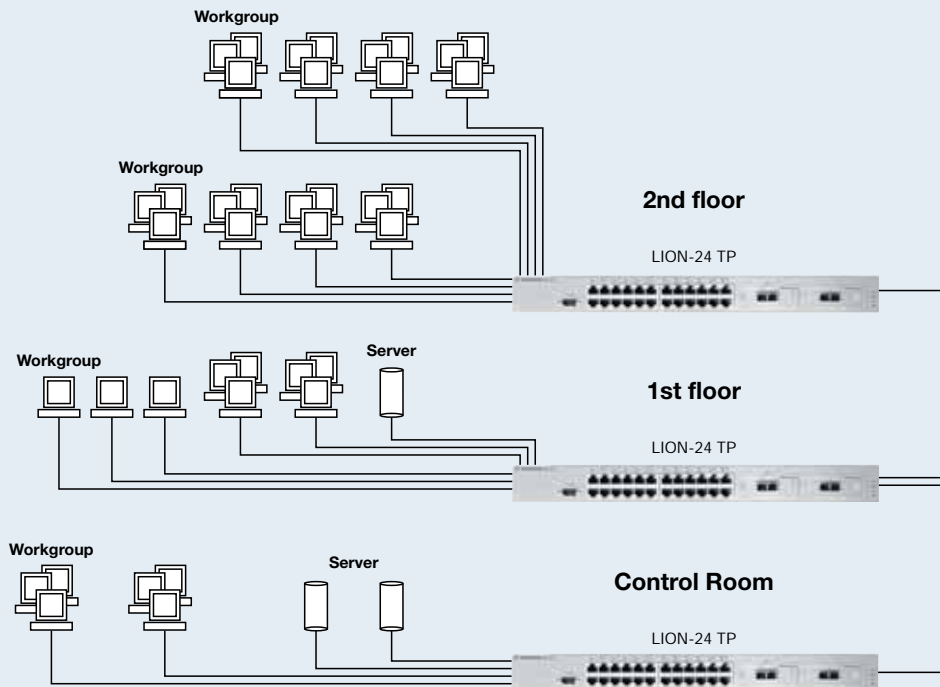 Workgroup
Workgroup
2nd floor
LION-24 TP
Workgroup
Server
1st floor
LION-24 TP
Workgroup
Server
Control Room
LION-24 TP